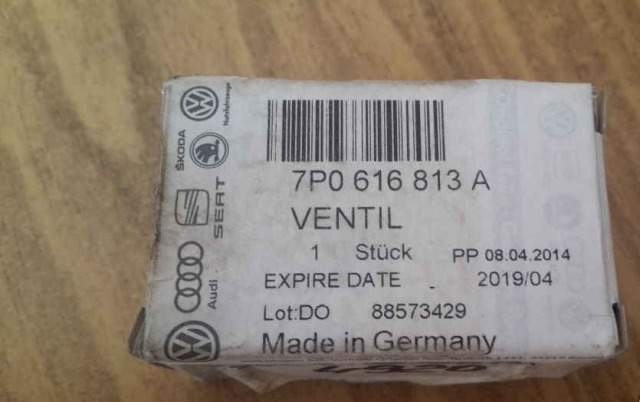 Nutzfahrzeuge
ŠKODA
SEAT
Audi
7P0 616 813 A
VENTIL
1 Stück PP 08.04.2014
EXPIRE DATE - 2019/04
Lot:DO 88573429
Made in Germany